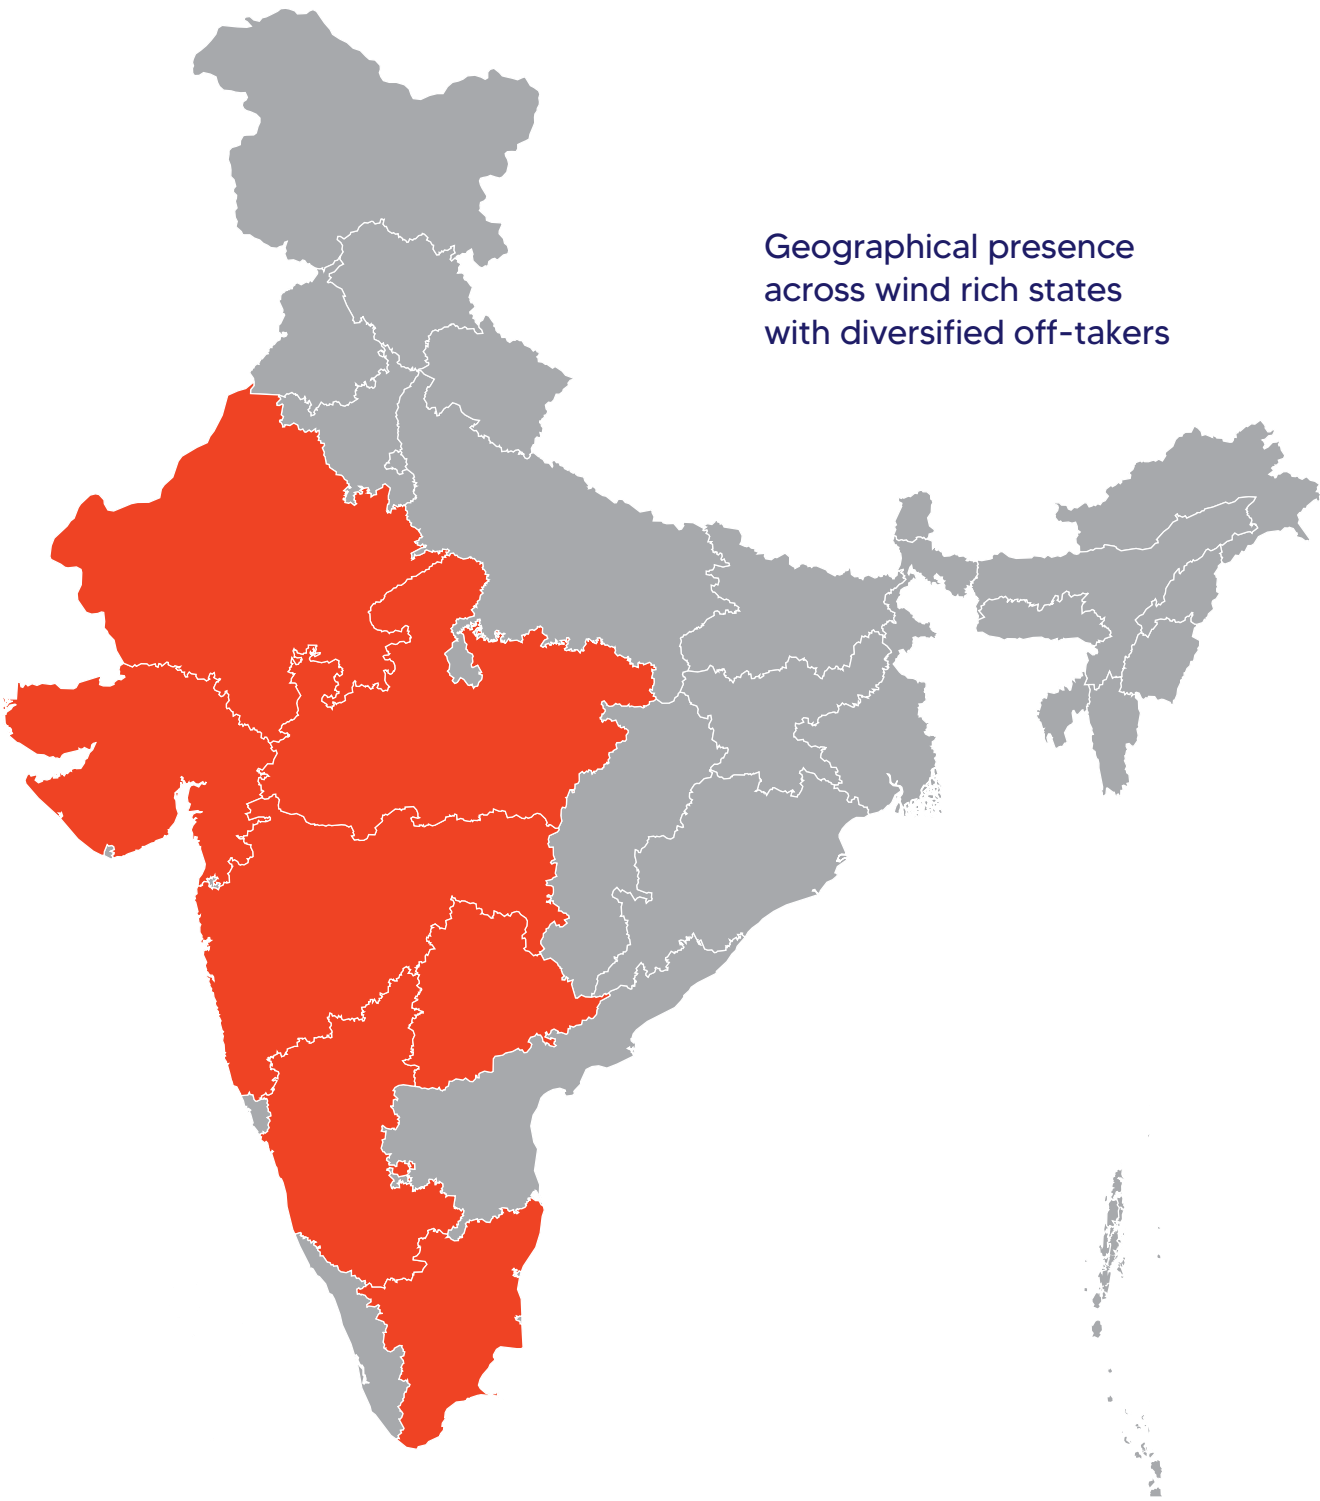 Geographical presence
across wind rich states
with diversified off-takers